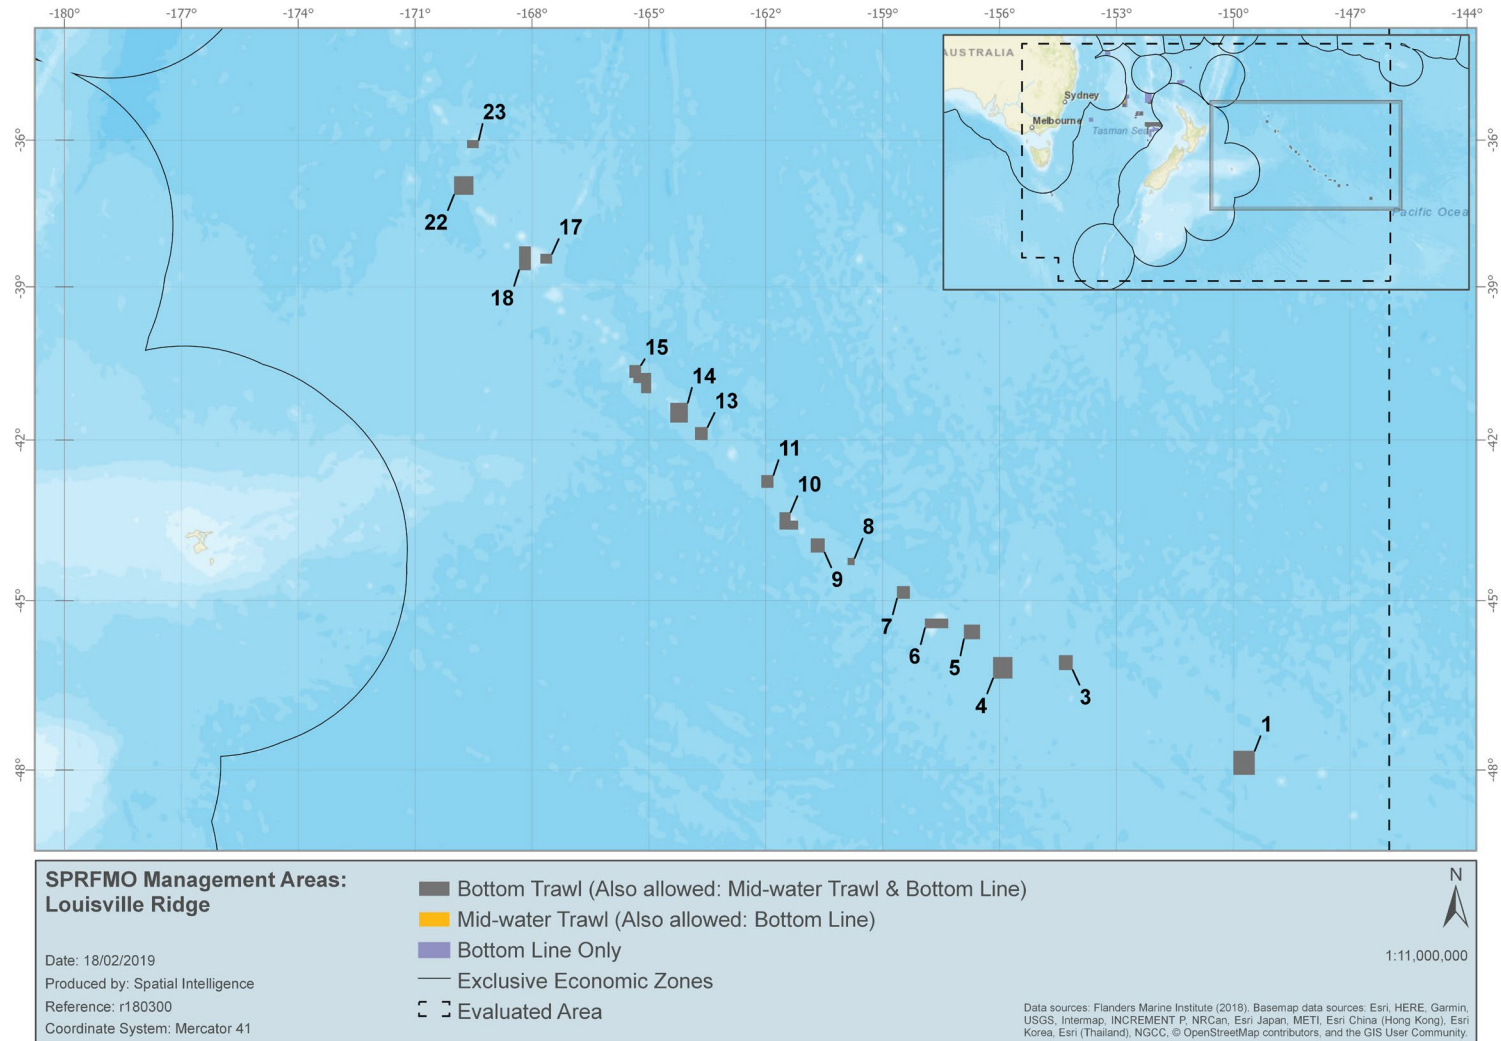 -180° -177° -174° -171° -168° -165° -162° -159° -156° -153° -150° -147° -144°
AUSTRALIA
Sydney
Melbourne
Tasman Sea
Pacific Ocea
-36° -36°
-39° -39°
-42° -42°
-45° -45°
-48° -48°
23
22
17
18
15
14
13
11
10
8
9
7
6
5
4
3
1
SPRFMO Management Areas:
Louisville Ridge
Date: 18/02/2019
Produced by: Spatial Intelligence
Reference: r180300
Coordinate System: Mercator 41
Bottom Trawl (Also allowed: Mid-water Trawl & Bottom Line)
Mid-water Trawl (Also allowed: Bottom Line)
Bottom Line Only
Exclusive Economic Zones
Evaluated Area
N
1:11,000,000
Data sources: Flanders Marine Institute (2018). Basemap data sources: Esri, HERE, Garmin,
USGS, Intermap, INCREMENT P, NRCan, Esri Japan, METI, Esri China (Hong Kong), Esri
Korea, Esri (Thailand), NGCC, © OpenStreetMap contributors, and the GIS User Community.